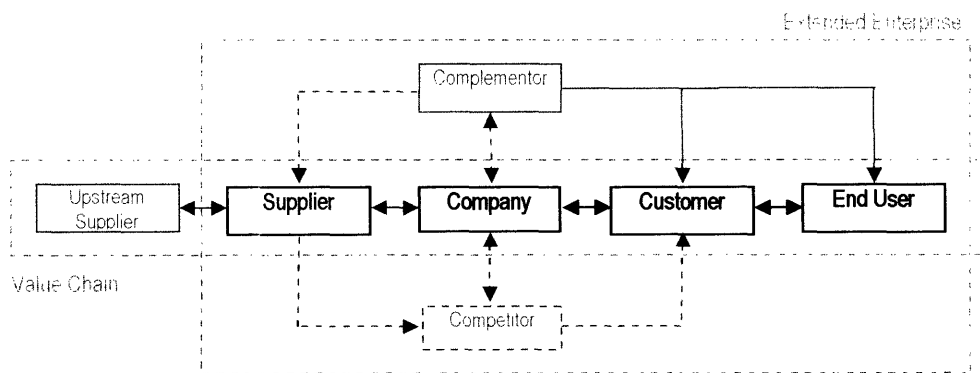 Extended Enterprise
Complementor
Upstream
Supplier
Supplier
Company
Customer
End User
Value Chain
Competitor